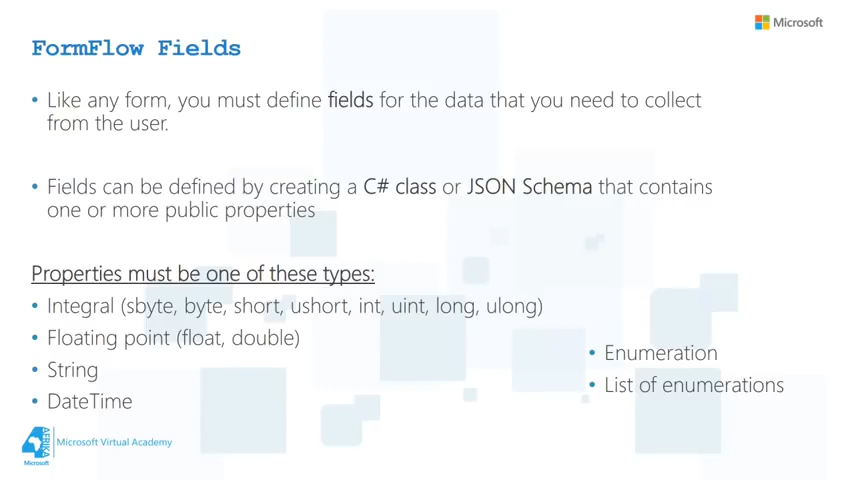 Microsoft
FormFlow Fields
• Like any form, you must define fields for the data that you need to collect
from the user.
• Fields can be defined by creating a C# class or JSON Schema that contains
one or more public properties
Properties must be one of these types:
• Integral (sbyte, byte, short, ushort, int, uint, long, ulong)
• Floating point (float, double)
• String
• DateTime
• Enumeration
• List of enumerations
4AFRIKA
Microsoft
Microsoft Virtual Academy